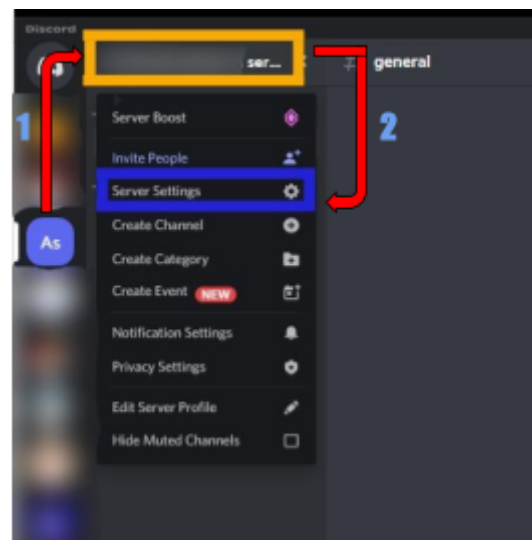 Discord
ser...
general
1
2
Server Boost
Invite People
Server Settings
As
Create Channel
Create Category
Create Event NEW
Notification Settings
Privacy Settings
Edit Server Profile
Hide Muted Channels